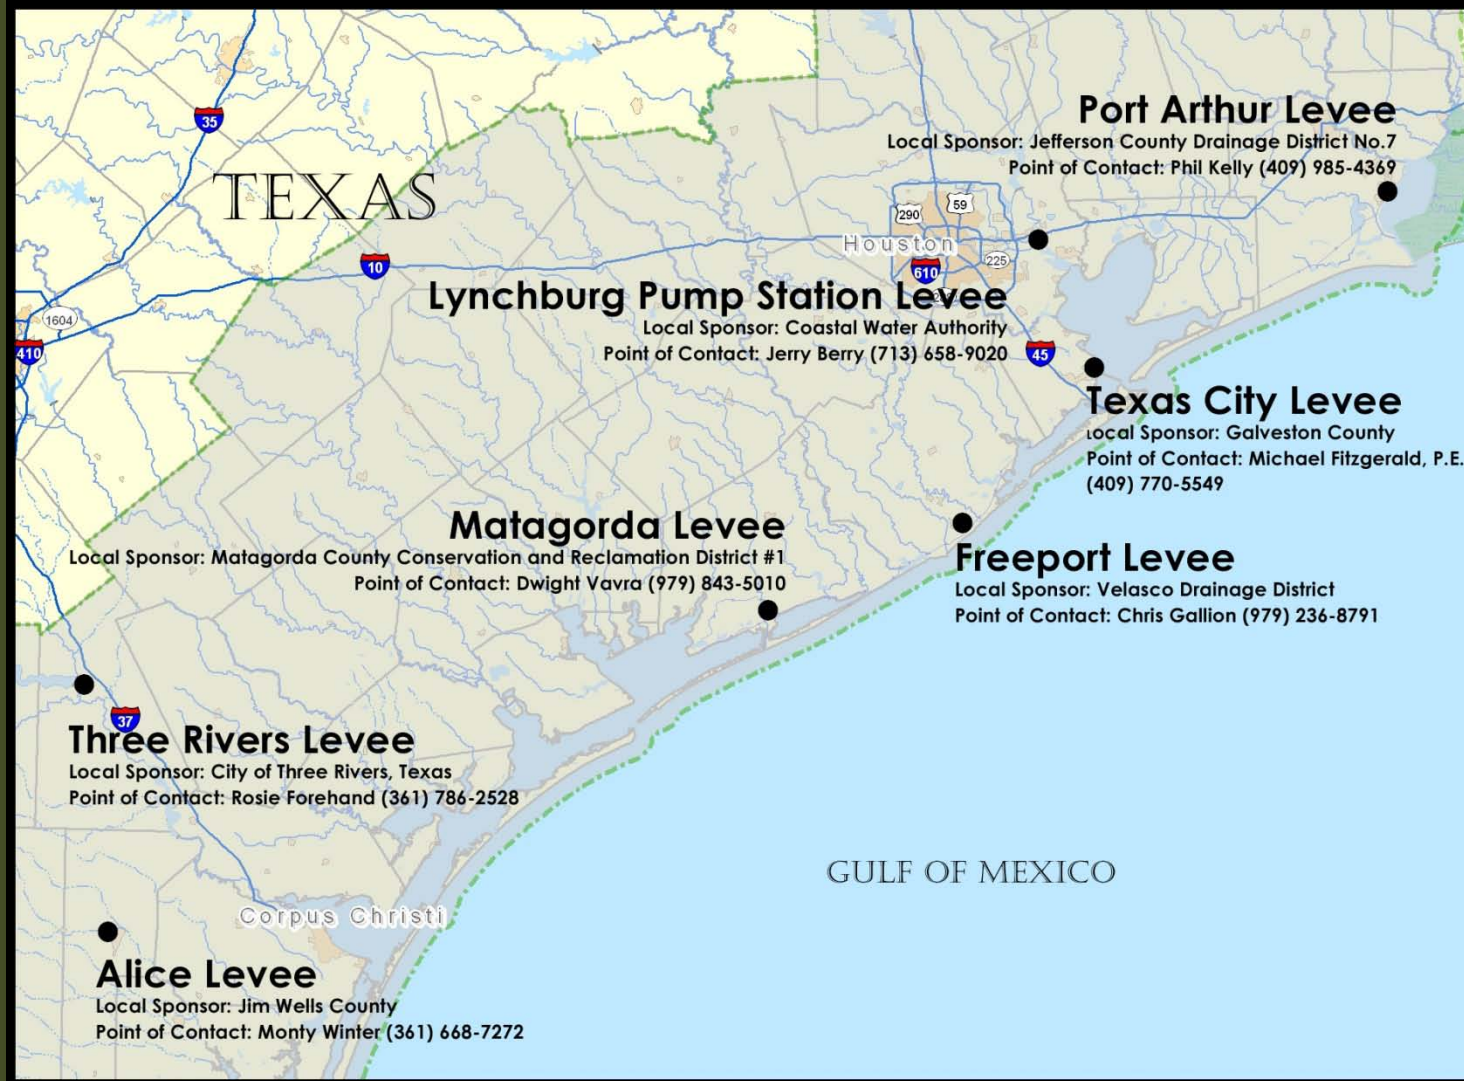 Port Arthur Levee
Local Sponsor: Jefferson County Drainage District No.7
Point of Contact: Phil Kelly (409) 985-4369
35
TEXAS
290
59
Houston
225
10
610
Lynchburg Pump Station Levee
Local Sponsor: Coastal Water Authority
Point of Contact: Jerry Berry (713) 658-9020
1604
410
45
Texas City Levee
Local Sponsor: Galveston County
Point of Contact: Michael Fitzgerald, P.E.
(409) 770-5549
Matagorda Levee
Local Sponsor: Matagorda County Conservation and Reclamation District #1
Point of Contact: Dwight Vavra (979) 843-5010
Freeport Levee
Local Sponsor: Velasco Drainage District
Point of Contact: Chris Gallion (979) 236-8791
37
Three Rivers Levee
Local Sponsor: City of Three Rivers, Texas
Point of Contact: Rosie Forehand (361) 786-2528
GULF OF MEXICO
Corpus Christi
Alice Levee
Local Sponsor: Jim Wells County
Point of Contact: Monty Winter (361) 668-7272